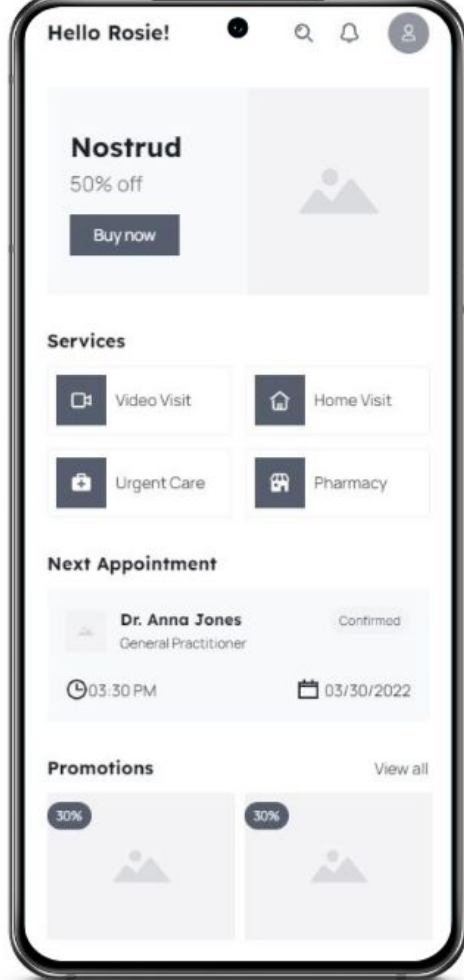 Hello Rosie!
Nostrud
50% off
Buy now
Services
Video Visit
Home Visit
Urgent Care
Pharmacy
Next Appointment
Dr. Anna Jones
Confirmed
General Practitioner
03:30 PM
03/30/2022
Promotions
View all
30%
30%